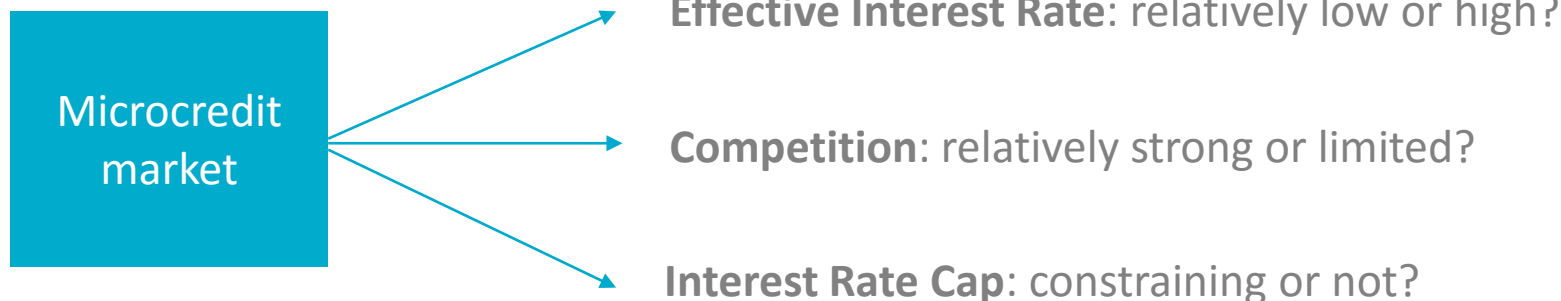 Effective Interest Rate: relatively low or high?
Microcredit
market
Competition: relatively strong or limited?
Interest Rate Cap: constraining or not?